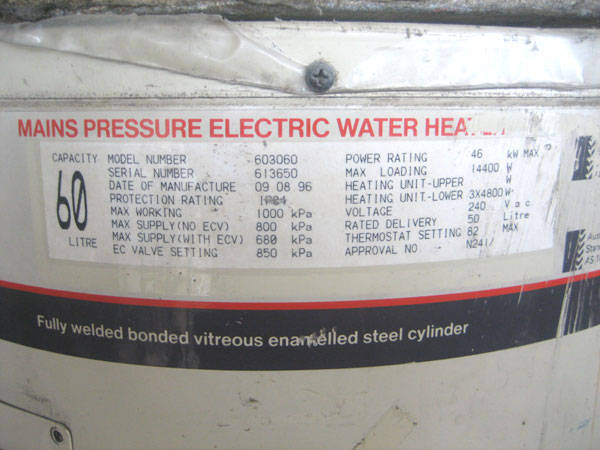 MAINS PRESSURE ELECTRIC WATER
CAPACITY
60
LITRE
MODEL NUMBER 603060
SERIAL NUMBER 613650
DATE OF MANUFACTURE 09 08 96
PROTECTION RATING
MAX WORKING 1000 kPa
MAX SUPPLY(NO ECV) 800 kPa
MAX SUPPLY(WITH ECV) 680 kPa
EC VALVE SETTING 850 kPa
POWER RATING 46 kW MAX
MAX LOADING 14400 W
HEATING UNIT-UPPER W
HEATING UNIT-LOWER 3X4800W
VOLTAGE 240 V a c
RATED DELIVERY 50 Litre
THERMOSTAT SETTING 82 MAX
APPROVAL NO
Fully welded bonded vitreous enamelled steel cylinder